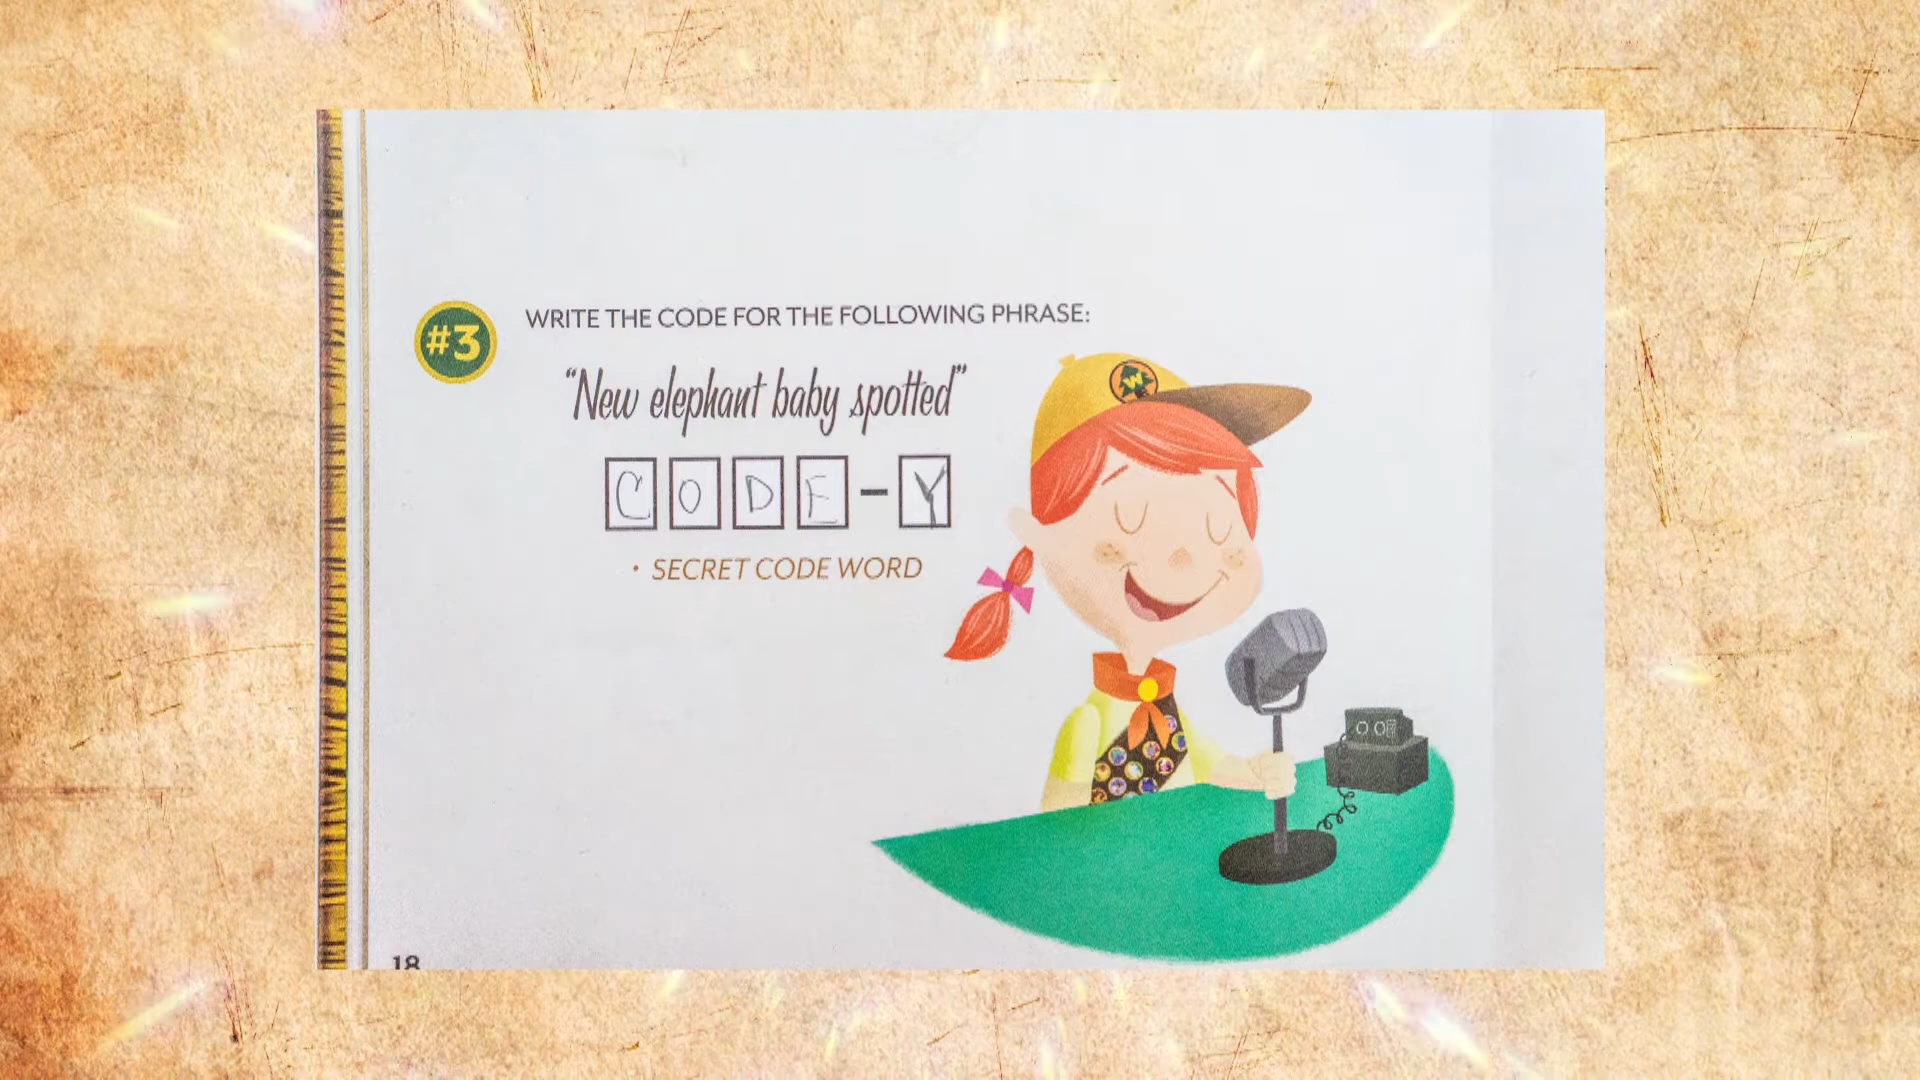 #3
WRITE THE CODE FOR THE FOLLOWING PHRASE:
“New elephant baby spotted”
CODE-Y
• SECRET CODE WORD
W
18